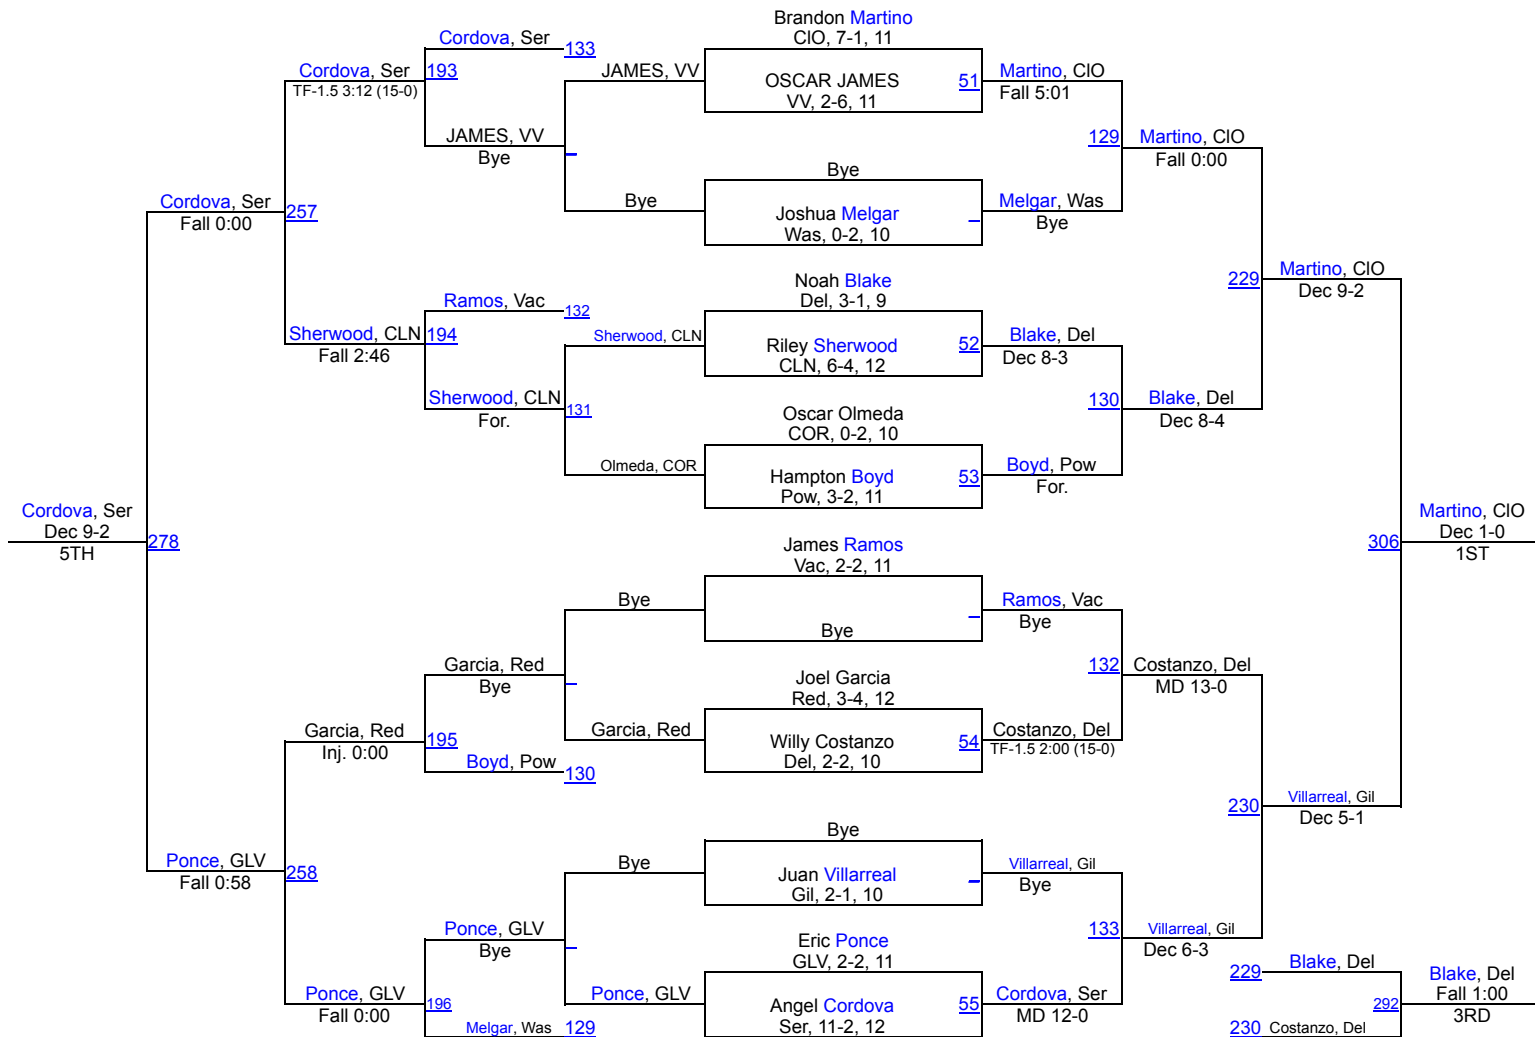 Brandon Martino
CIO, 7-1, 11
Cordova, Ser
133
Cordova, Ser
193
TF-1.5 3:12 (15-0)
JAMES, VV
OSCAR JAMES
VV, 2-6, 11
51
Martino, CIO
Fall 5:01
JAMES, VV
Bye
129
Martino, CIO
Fall 0:00
Bye
Cordova, Ser
257
Fall 0:00
Bye
Joshua Melgar
Was, 0-2, 10
Melgar, Was
Bye
Noah Blake
Del, 3-1, 9
229
Martino, CIO
Dec 9-2
Ramos, Vac
132
Sherwood, CLN
194
Fall 2:46
Sherwood, CLN
Riley Sherwood
CLN, 6-4, 12
52
Blake, Del
Dec 8-3
Sherwood, CLN
For.
131
Oscar Olmeda
COR, 0-2, 10
130
Blake, Del
Dec 8-4
Olmeda, COR
Hampton Boyd
Pow, 3-2, 11
53
Boyd, Pow
For.
Cordova, Ser
Dec 9-2
5TH
278
James Ramos
Vac, 2-2, 11
306
Martino, CIO
Dec 1-0
1ST
Bye
Bye
Ramos, Vac
Bye
Garcia, Red
Bye
Joel Garcia
Red, 3-4, 12
132
Costanzo, Del
MD 13-0
Garcia, Red
Inj. 0:00
195
Garcia, Red
Willy Costanzo
Del, 2-2, 10
54
Costanzo, Del
TF-1.5 2:00 (15-0)
Boyd, Pow
130
230
Villarreal, Gil
Dec 5-1
Bye
Ponce, GLV
Fall 0:58
258
Bye
Juan Villarreal
Gil, 2-1, 10
Villarreal, Gil
Bye
Ponce, GLV
Bye
Eric Ponce
GLV, 2-2, 11
133
Villarreal, Gil
Dec 6-3
229
Blake, Del
Blake, Del
Fall 1:00
3RD
292
Ponce, GLV
Fall 0:00
196
Ponce, GLV
Angel Cordova
Ser, 11-2, 12
55
Cordova, Ser
MD 12-0
Melgar, Was
129
230
Costanzo, Del